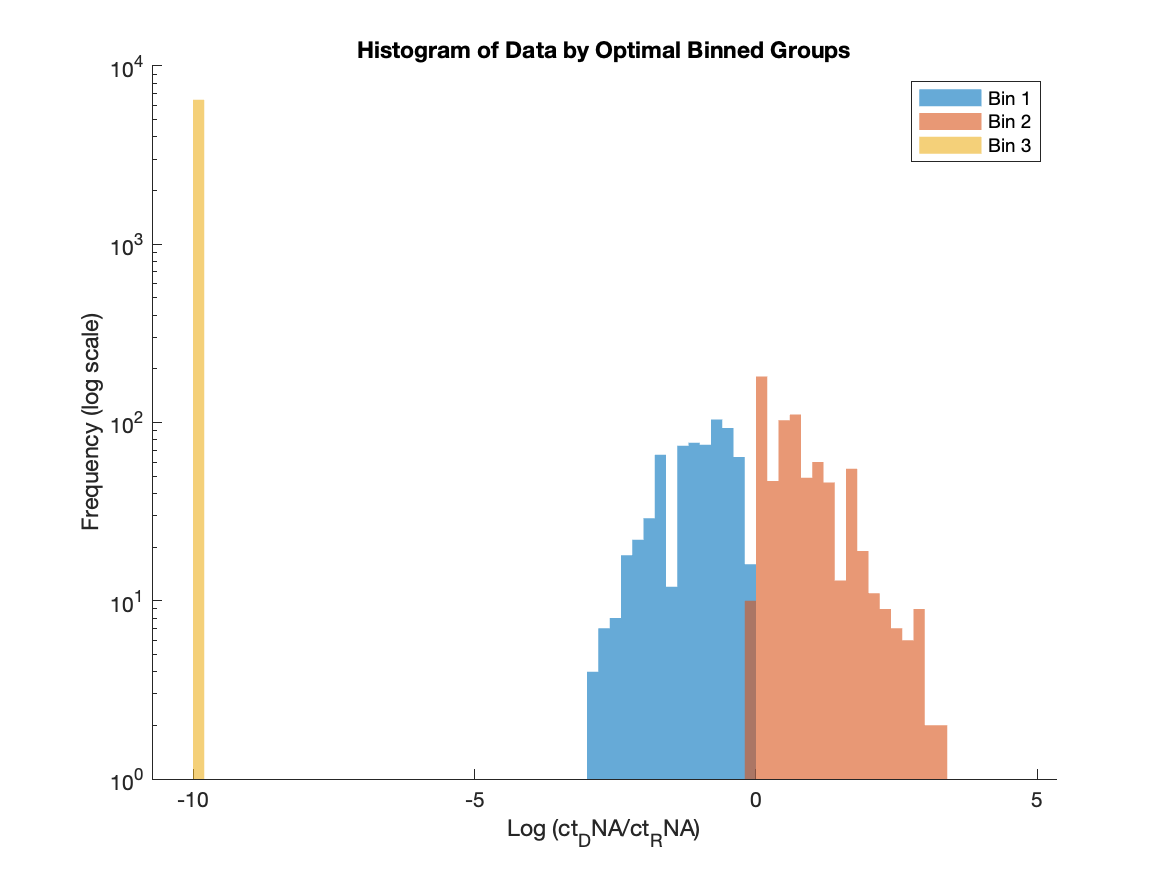 Histogram of Data by Optimal Binned Groups
Bin 1
Bin 2
Bin 3
Frequency (log scale)
10^4
10^3
10^2
10^1
10^0
-10 -5 0 5
Log (ct_DNA/ct_RNA)